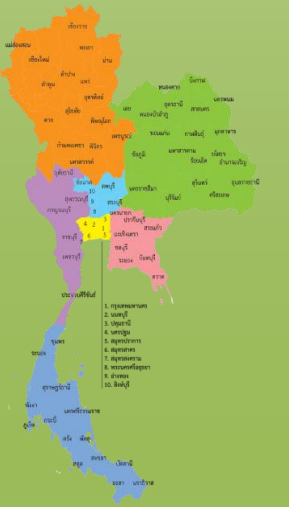 เชียงราย
แม่ฮ่องสอน
พะเยา
เชียงใหม่
น่าน
ลำปาง
ลำพูน
แพร่
อุตรดิตถ์
สุโขทัย
ตาก
พิษณุโลก
กำแพงเพชร
พิจิตร
เพชรบูรณ์
นครสวรรค์
อุทัยธานี
บึงกาฬ
หนองคาย
เลย
อุดรธานี
นครพนม
หนองบัวลำภู
สกลนคร
ขอนแก่น
กาฬสินธุ์
มุกดาหาร
ชัยภูมิ
มหาสารคาม
ร้อยเอ็ด
ยโสธร
อำนาจเจริญ
นครราชสีมา
บุรีรัมย์
สุรินทร์
ศรีสะเกษ
อุบลราชธานี
ชัยนาท
ลพบุรี
10
สุพรรณบุรี
9
สระบุรี
8
กาญจนบุรี
นครนายก
ปราจีนบุรี
สระแก้ว
4 2 3
1
6 5
7
ราชบุรี
ฉะเชิงเทรา
ชลบุรี
ระยอง
จันทบุรี
ตราด
เพชรบุรี
ประจวบคีรีขันธ์
1. กรุงเทพมหานคร
2. นนทบุรี
3. ปทุมธานี
4. นครปฐม
5. สมุทรปราการ
6. สมุทรสาคร
7. สมุทรสงคราม
8. พระนครศรีอยุธยา
9. อ่างทอง
10. สิงห์บุรี
ชุมพร
ระนอง
สุราษฎร์ธานี
พังงา
นครศรีธรรมราช
ภูเก็ต
กระบี่
ตรัง
พัทลุง
สตูล
สงขลา
ปัตตานี
ยะลา
นราธิวาส